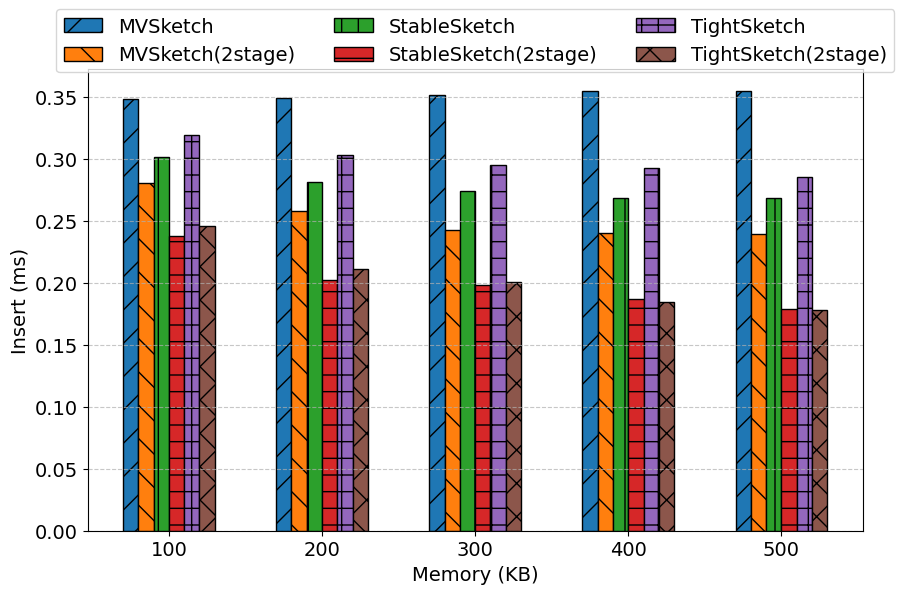 MVSketch StableSketch TightSketch
MVSketch(2stage) StableSketch(2stage) TightSketch(2stage)
0.35
0.30
0.25
0.20
0.15
0.10
0.05
0.00
Insert (ms)
100 200 300 400 500
Memory (KB)